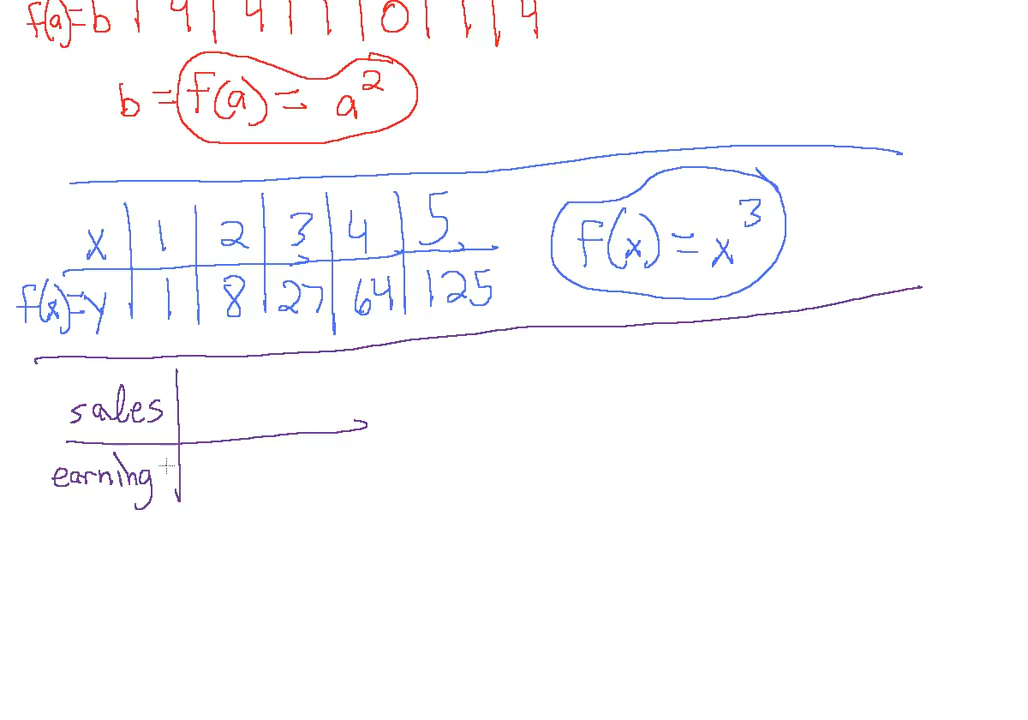 f(a)=b | 4 | 4 | 1 | 0 | 1 | 4
b = f(a) = a²
x | 1 | 2 | 3 | 4 | 5
f(x)=y | 1 | 8 | 27 | 64 | 125
f(x) = x³
sales
earning